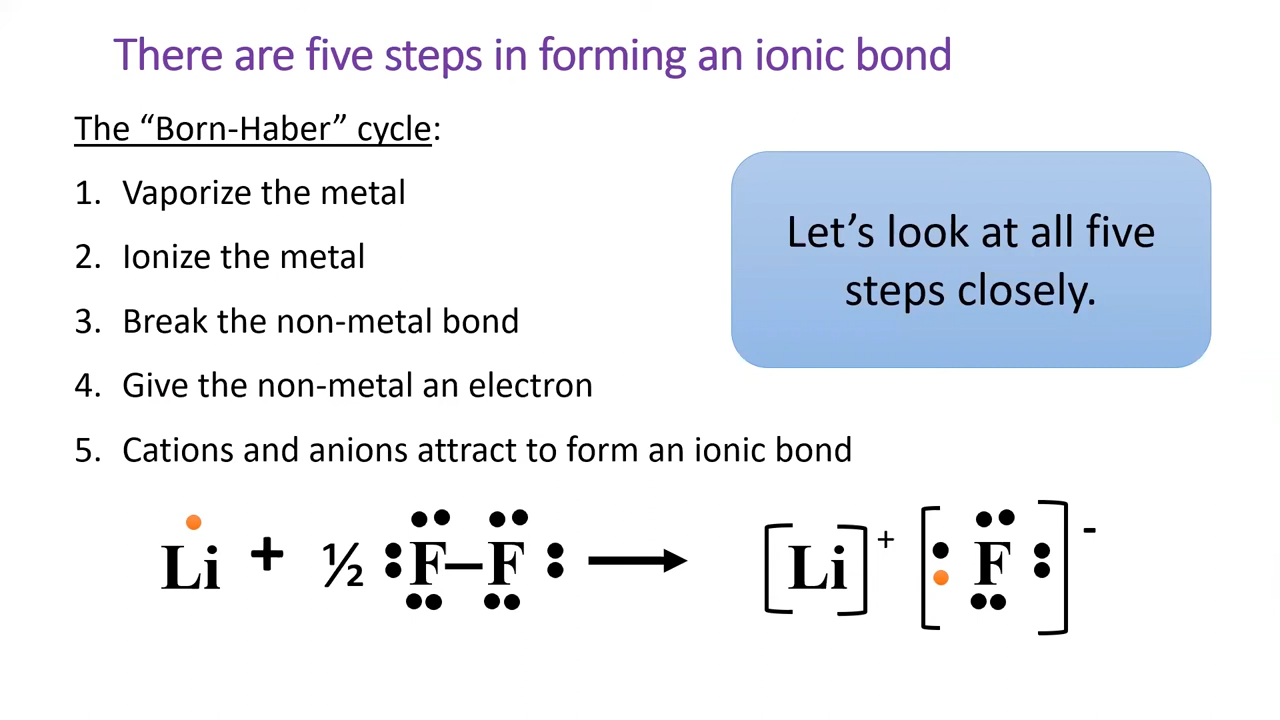 There are five steps in forming an ionic bond
The “Born-Haber” cycle:
1. Vaporize the metal
2. Ionize the metal
3. Break the non-metal bond
4. Give the non-metal an electron
5. Cations and anions attract to form an ionic bond
Let’s look at all five
steps closely.
Li + ½ F–F → [Li]+ [F]-